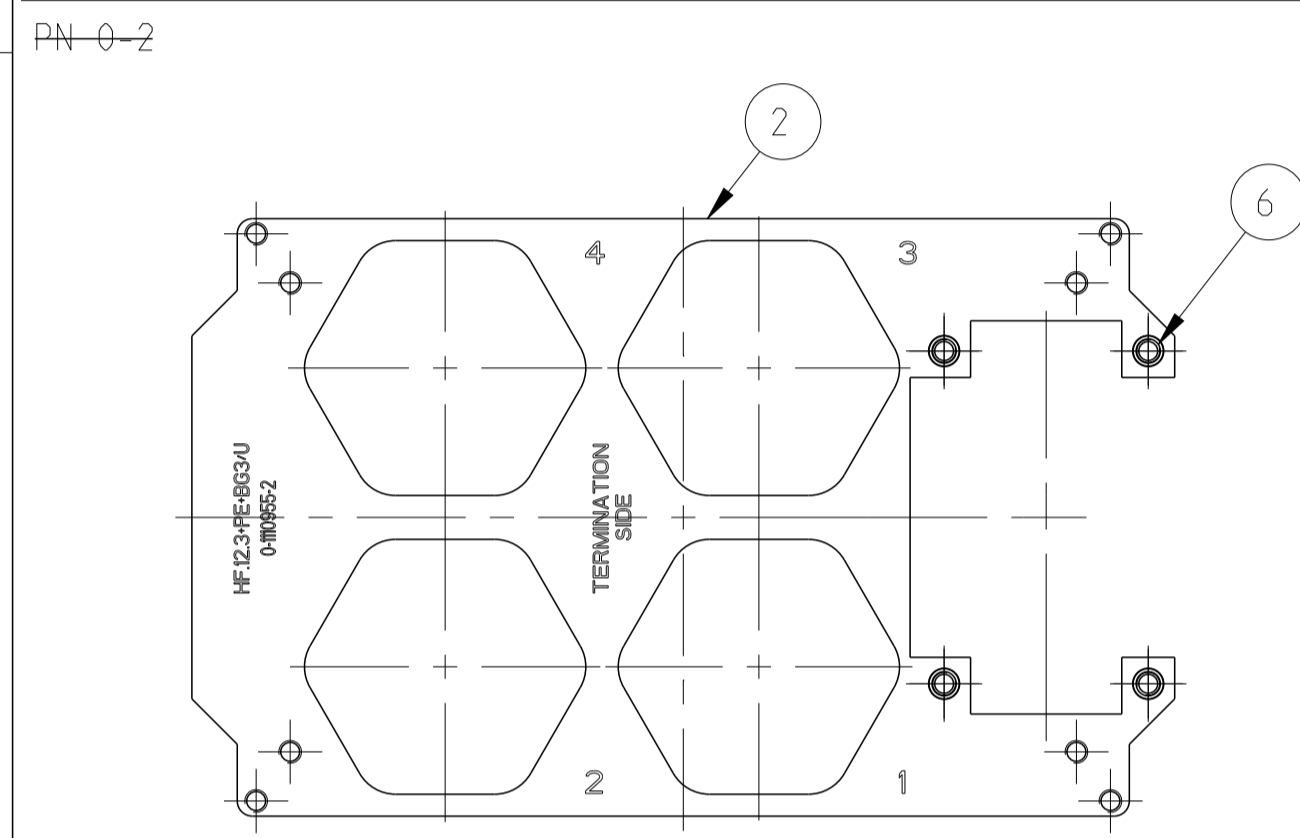 PN 0-2
2
6
4
3
HF.12.3+PE+BG3/U
0-1110955-2
TERMINATION
SIDE
2
1